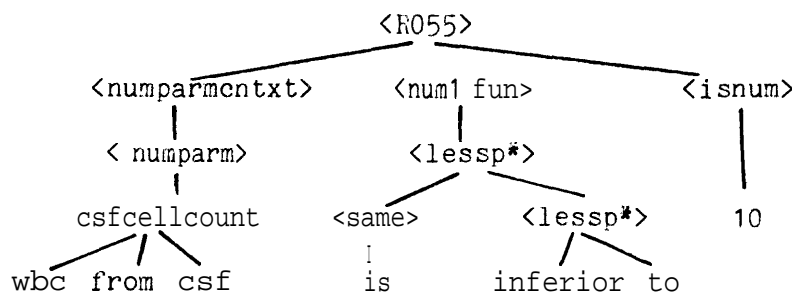 <R055>
<numparmcntxt> <num1 fun> <isnum>
< numparm> <lessp*>
csfcellcount <same> <lessp*> 10
wbc from csf is inferior to